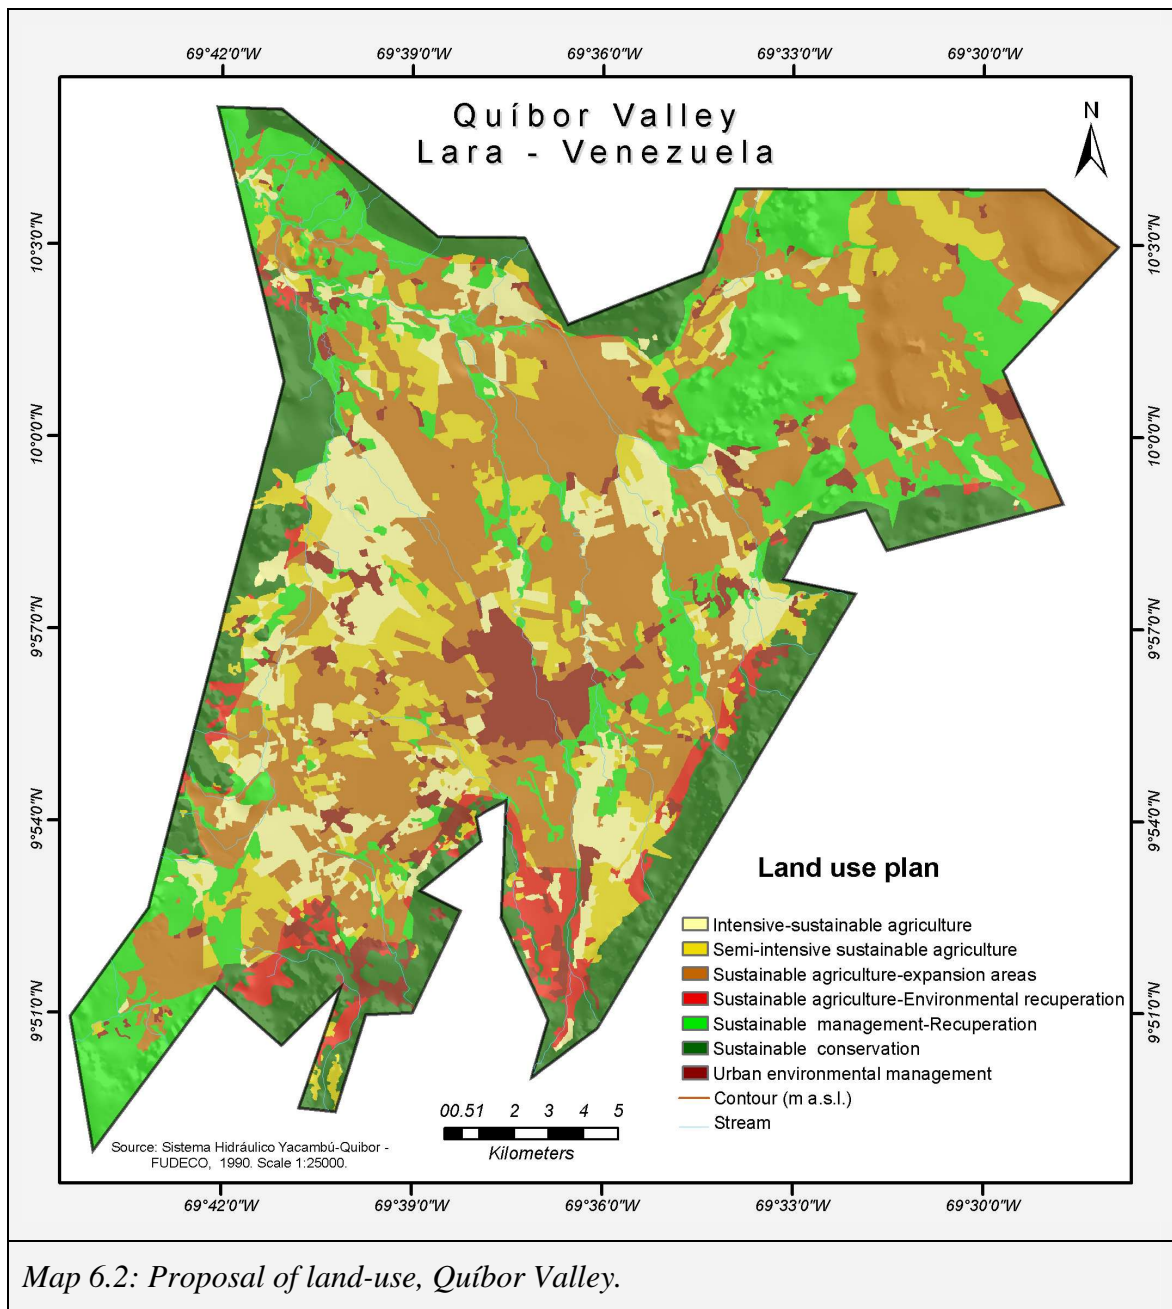 69°42'0"W 69°39'0"W 69°36'0"W 69°33'0"W 69°30'0"W
Quíbor Valley
Lara - Venezuela
N
10°3'0"N 10°3'0"N
10°0'0"N 10°0'0"N
9°57'0"N 9°57'0"N
9°54'0"N 9°54'0"N
9°51'0"N 9°51'0"N
Land use plan
Intensive-sustainable agriculture
Semi-intensive sustainable agriculture
Sustainable agriculture-expansion areas
Sustainable agriculture-Environmental recuperation
Sustainable management-Recuperation
Sustainable conservation
Urban environmental management
Contour (m a.s.l.)
Stream
00.51 2 3 4 5
Kilometers
Source: Sistema Hidráulico Yacambú-Quibor -
FUDECO, 1990. Scale 1:25000.
69°42'0"W 69°39'0"W 69°36'0"W 69°33'0"W 69°30'0"W
Map 6.2: Proposal of land-use, Quíbor Valley.